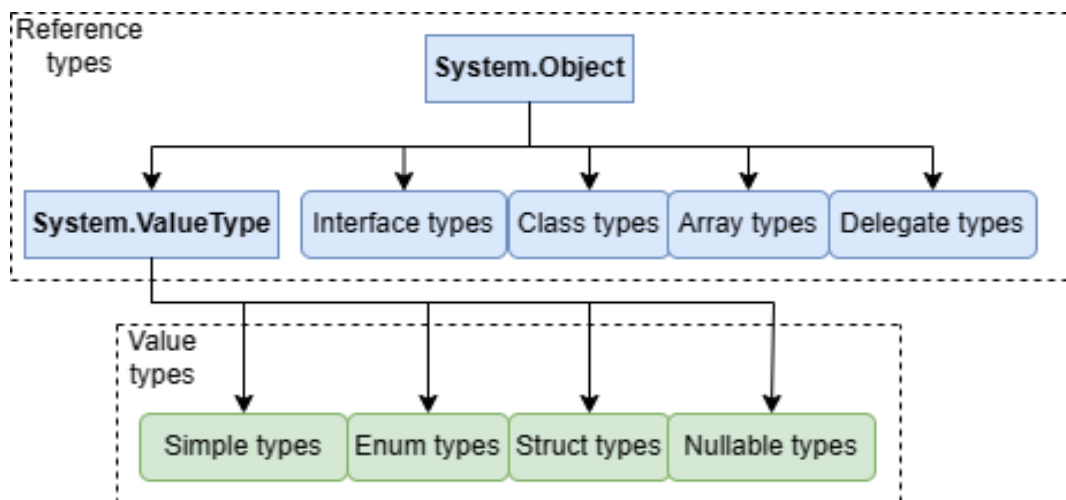 Reference
types
System.Object
System.ValueType
Interface types
Class types
Array types
Delegate types
Value
types
Simple types
Enum types
Struct types
Nullable types